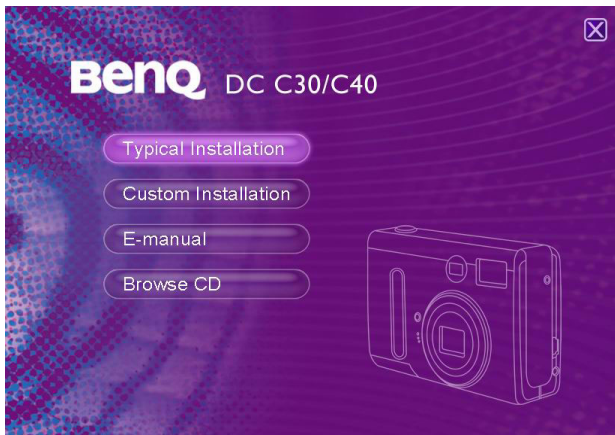 BenQ DC C30/C40
Typical Installation
Custom Installation
E-manual
Browse CD